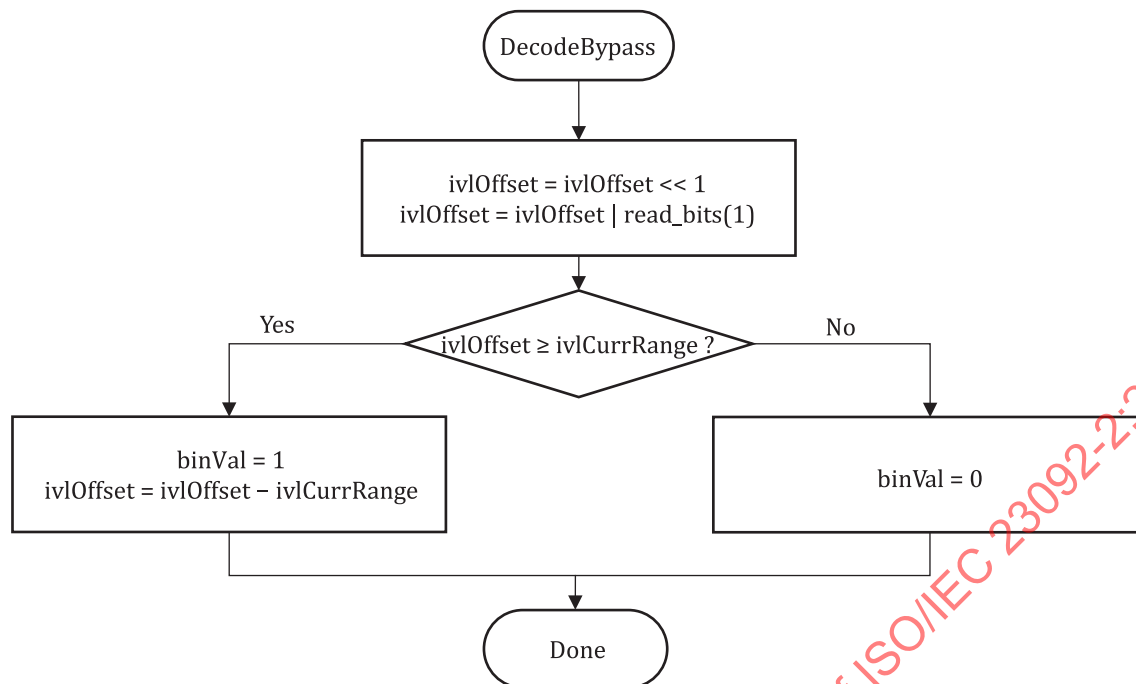 DecodeBypass
ivlOffset = ivlOffset << 1
ivlOffset = ivlOffset | read_bits(1)
ivlOffset ≥ ivlCurrRange ?
Yes
No
binVal = 1
ivlOffset = ivlOffset − ivlCurrRange
binVal = 0
Done
ISO/IEC 23092-2:2